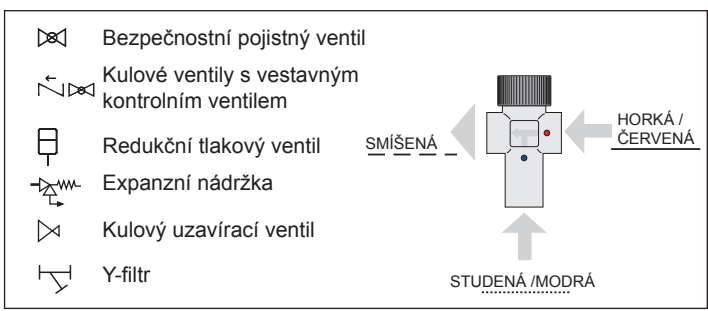 Bezpečnostní pojistný ventil
Kulové ventily s vestavným
kontrolním ventilem
Redukční tlakový ventil
Expanzní nádržka
Kulový uzavírací ventil
Y-filtr
SMÍŠENÁ
HORKÁ /
ČERVENÁ
STUDENÁ /MODRÁ